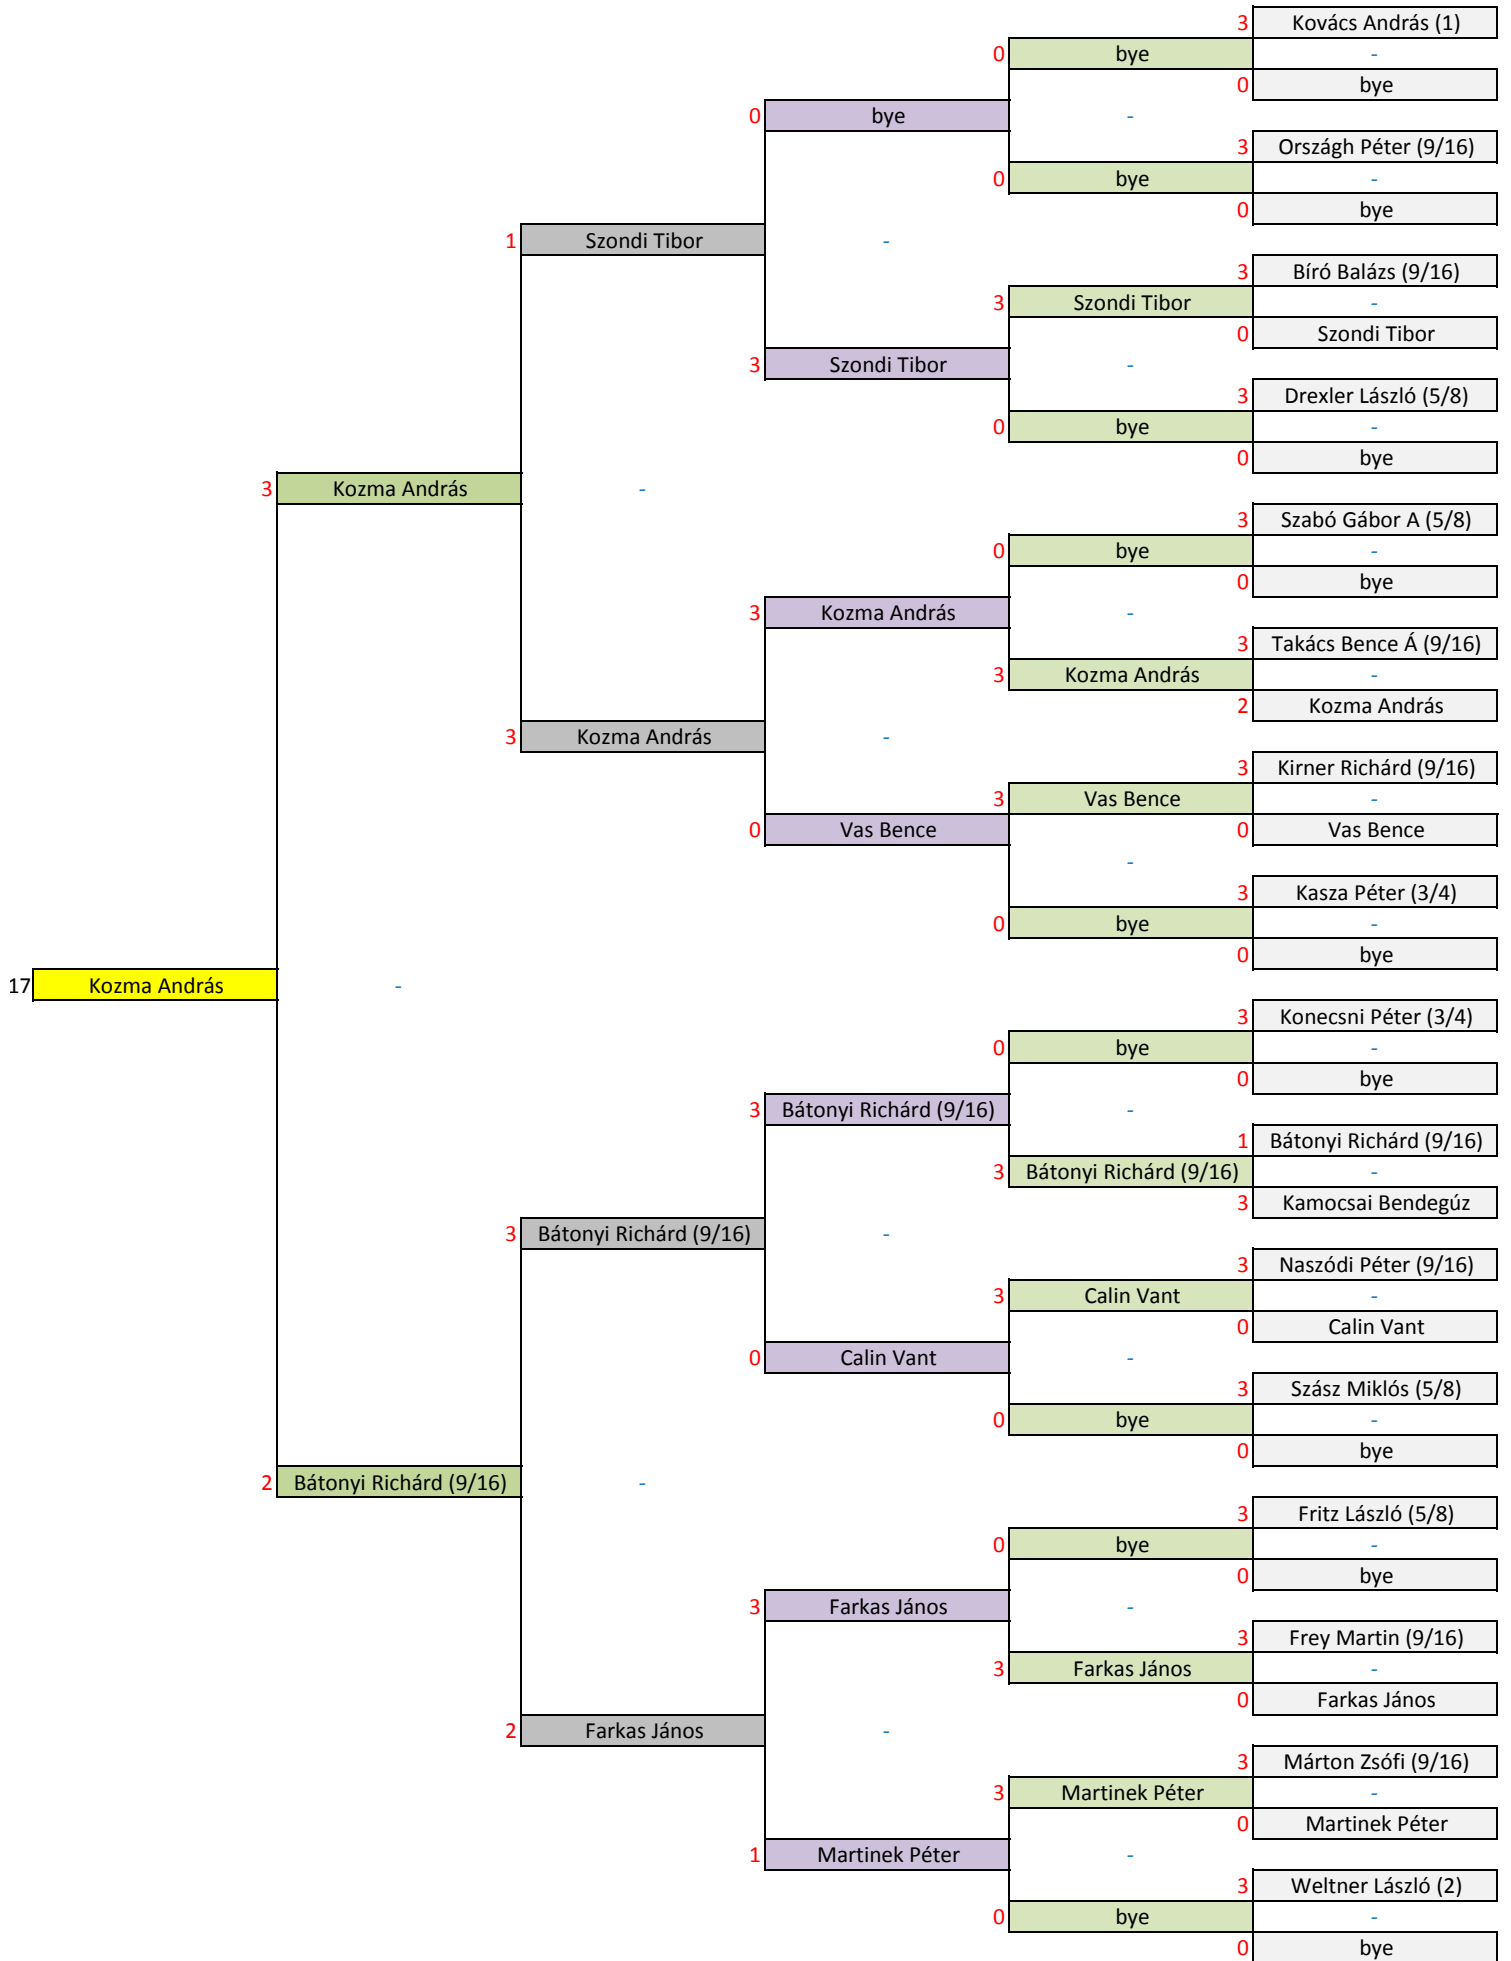 3 Kovács András (1)
0 bye -
0 bye
0 bye -
3 Országh Péter (9/16)
0 bye -
0 bye
1 Szondi Tibor -
3 Bíró Balázs (9/16)
3 Szondi Tibor -
0 Szondi Tibor
3 Szondi Tibor -
3 Drexler László (5/8)
0 bye -
0 bye
3 Kozma András -
3 Szabó Gábor A (5/8)
0 bye -
0 bye
3 Kozma András -
3 Takács Bence Á (9/16)
3 Kozma András -
2 Kozma András
3 Kozma András -
3 Kirner Richárd (9/16)
3 Vas Bence -
0 Vas Bence 0 Vas Bence
-
3 Kasza Péter (3/4)
0 bye -
0 bye
17 Kozma András -
3 Konecsni Péter (3/4)
0 bye -
0 bye
3 Bátonyi Richárd (9/16) -
1 Bátonyi Richárd (9/16)
3 Bátonyi Richárd (9/16) -
3 Kamocsai Bendegúz
3 Bátonyi Richárd (9/16) -
3 Naszódi Péter (9/16)
3 Calin Vant -
0 Calin Vant
0 Calin Vant -
3 Szász Miklós (5/8)
0 bye -
0 bye
2 Bátonyi Richárd (9/16) -
3 Fritz László (5/8)
0 bye -
0 bye
3 Farkas János -
3 Frey Martin (9/16)
3 Farkas János -
0 Farkas János
2 Farkas János -
3 Márton Zsófi (9/16)
3 Martinek Péter -
0 Martinek Péter
1 Martinek Péter -
3 Weltner László (2)
0 bye -
0 bye